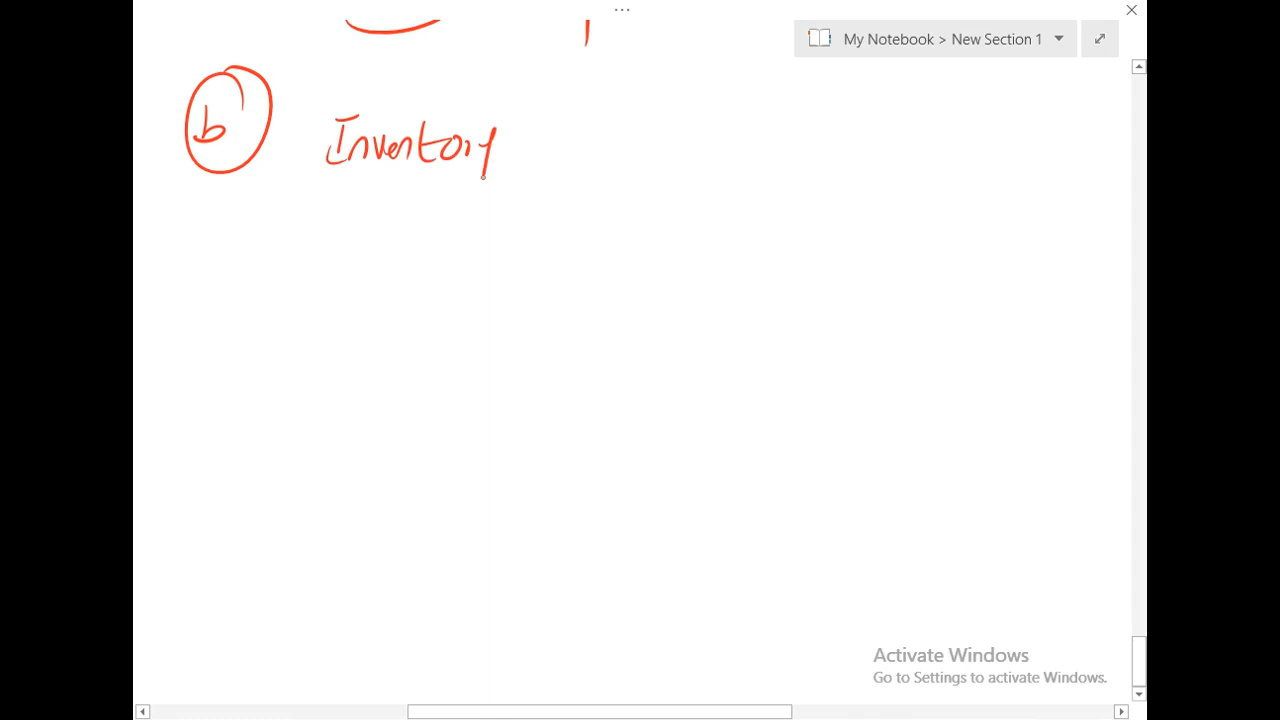 ...
My Notebook > New Section 1
b
Inventory
Activate Windows
Go to Settings to activate Windows.